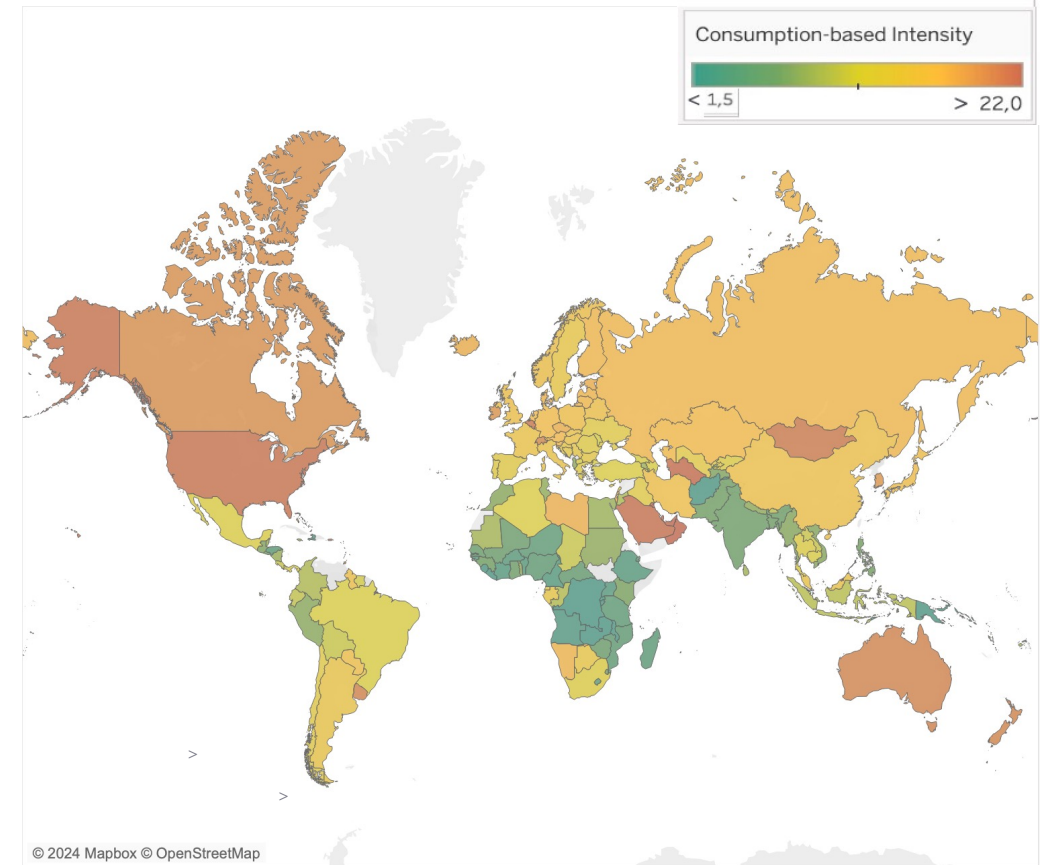 Consumption-based Intensity
< 1,5
> 22,0
>
>
© 2024 Mapbox © OpenStreetMap